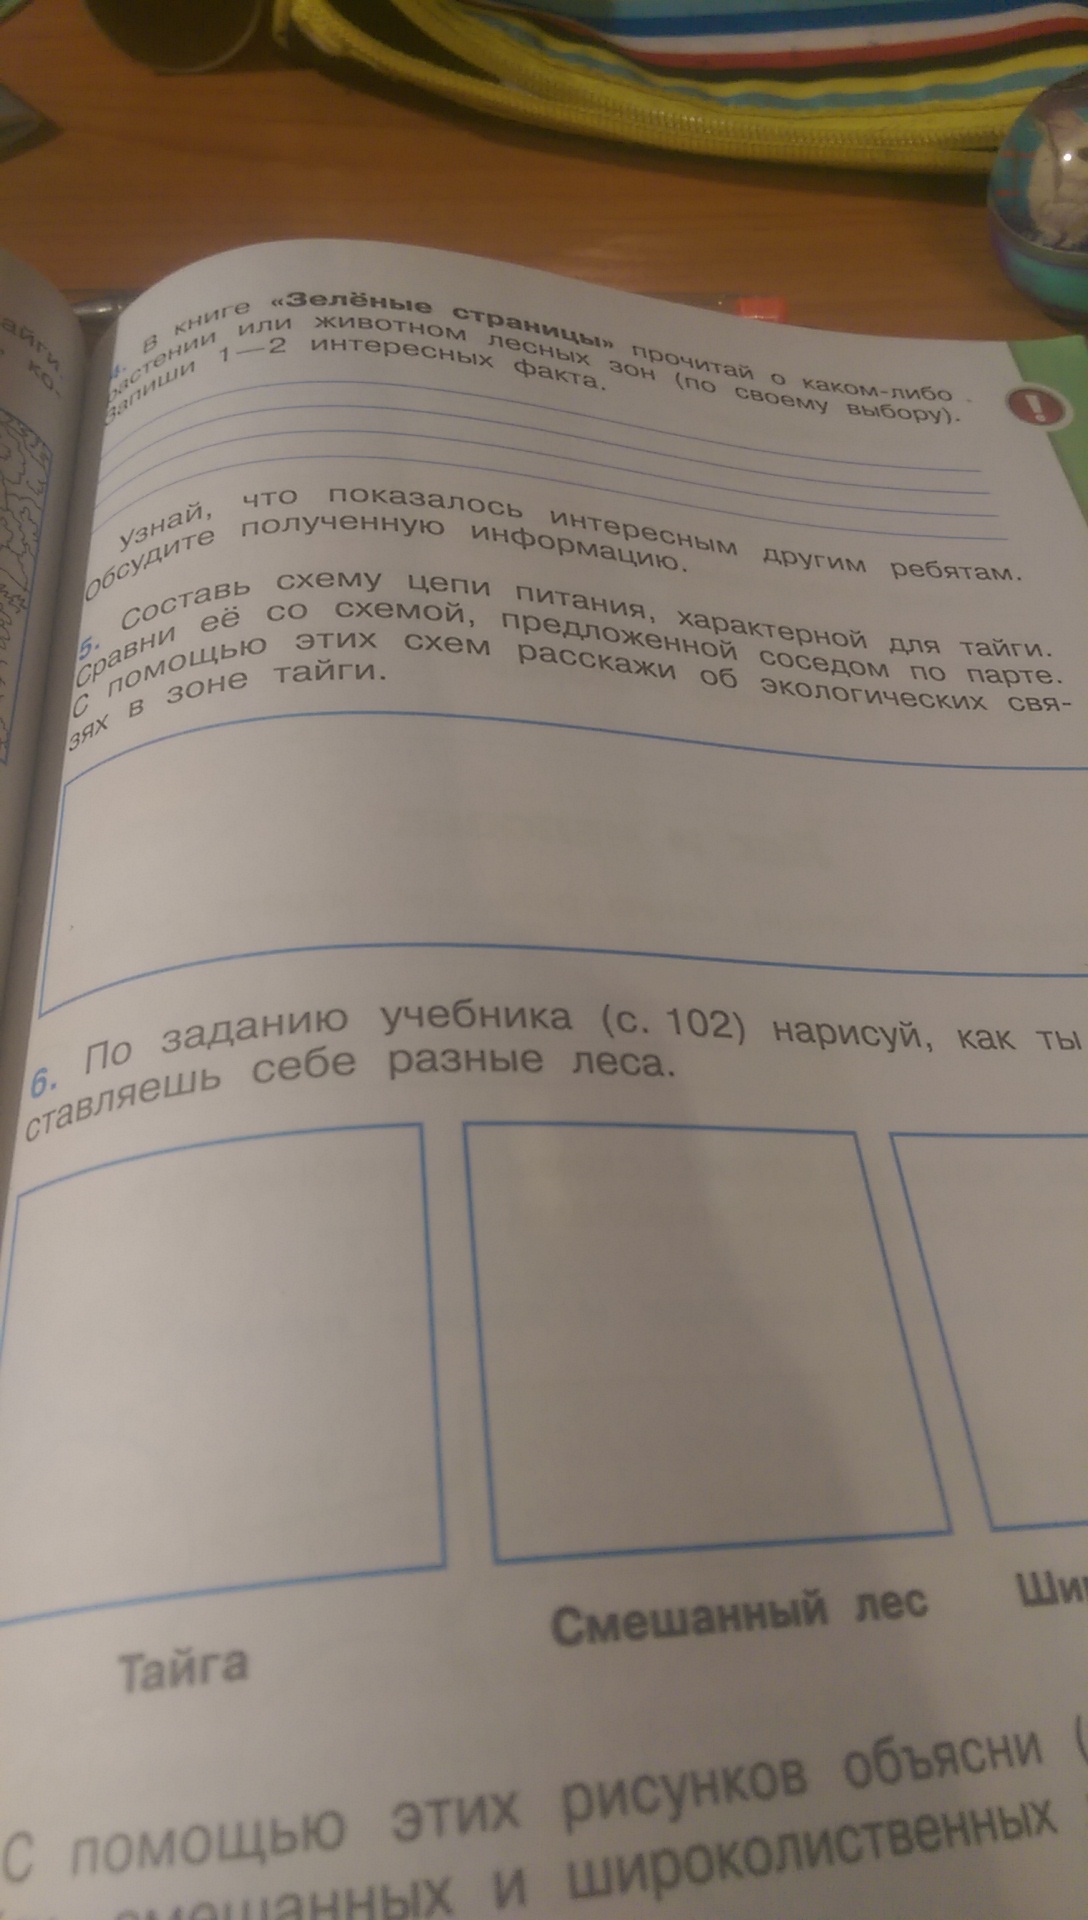 айги.
ко-
4. В книге «Зелёные страницы» прочитай о каком-либо
растении или животном лесных зон (по своему выбору).
Запиши 1—2 интересных факта.
!
Узнай, что показалось интересным другим ребятам.
Обсудите полученную информацию.
5. Составь схему цепи питания, характерной для тайги.
Сравни её со схемой, предложенной соседом по парте.
С помощью этих схем расскажи об экологических свя-
зях в зоне тайги.
6. По заданию учебника (с. 102) нарисуй, как ты
ставляешь себе разные леса.
Тайга
Смешанный лес
Ши
С помощью этих рисунков объясни (
смешанных и широколиственных